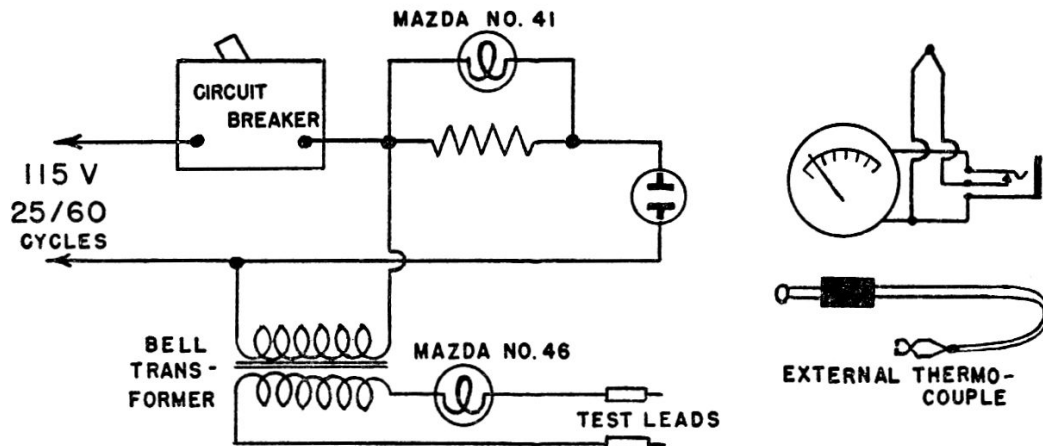 MAZDA NO. 41
CIRCUIT
BREAKER
115 V
25/60
CYCLES
BELL
TRANS-
FORMER
MAZDA NO. 46
TEST LEADS
EXTERNAL THERMO-
COUPLE